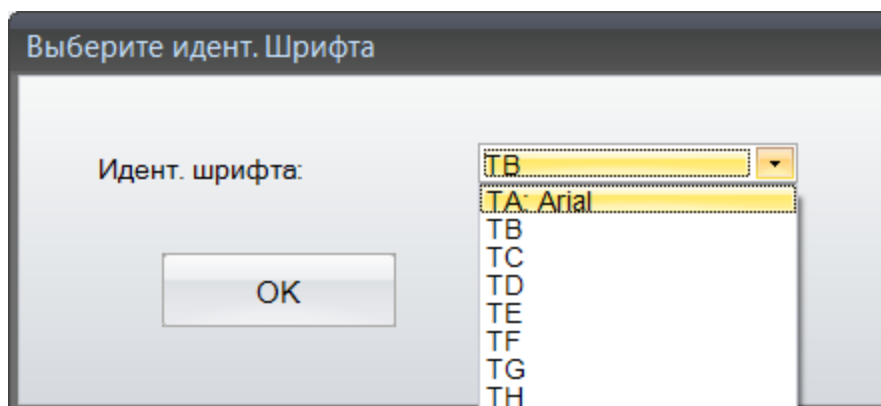 Выберите идент. Шрифта
Идент. шрифта:
TB
TA: Arial
TB
TC
TD
TE
TF
TG
TH
OK